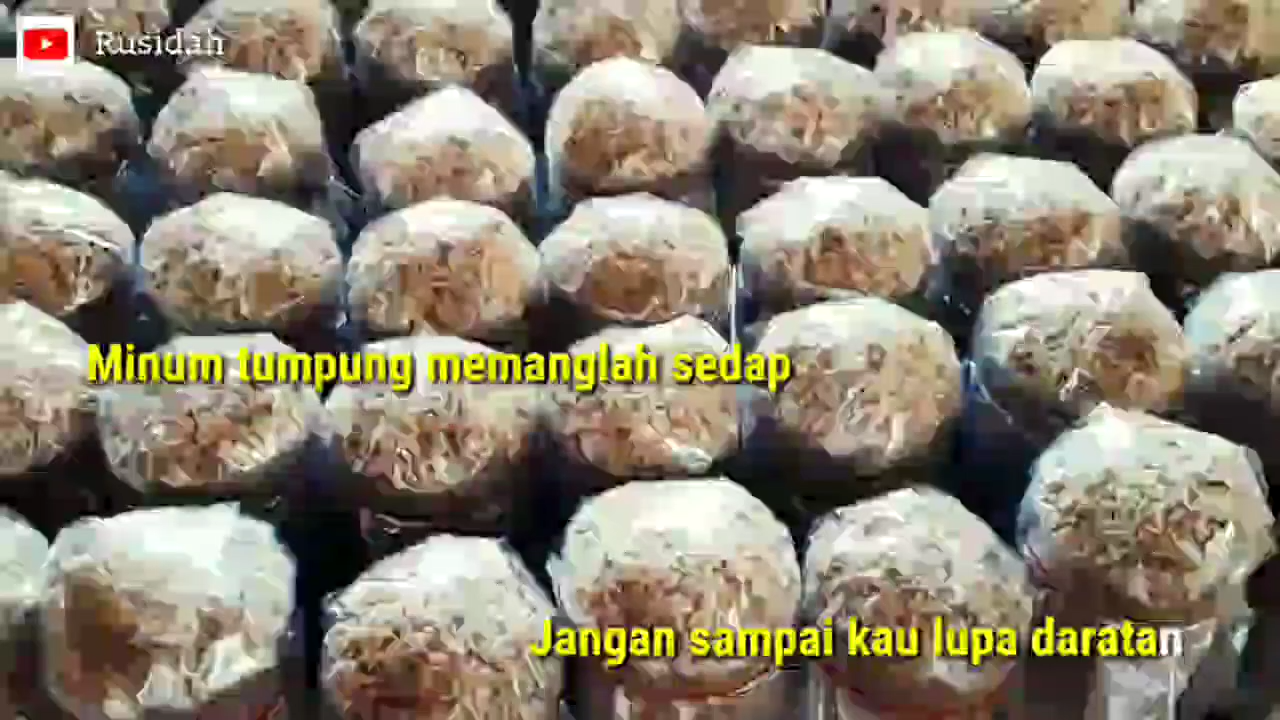 Rusidah
Minum tumpung memanglah sedap
Jangan sampai kau lupa daratan